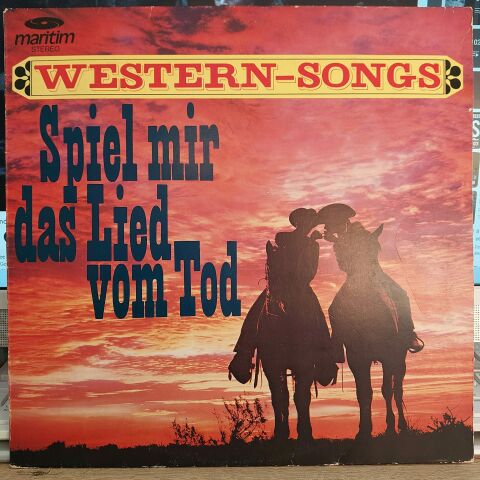 maritim
STEREO
WESTERN-SONGS
Spiel mir
das Lied
vom Tod